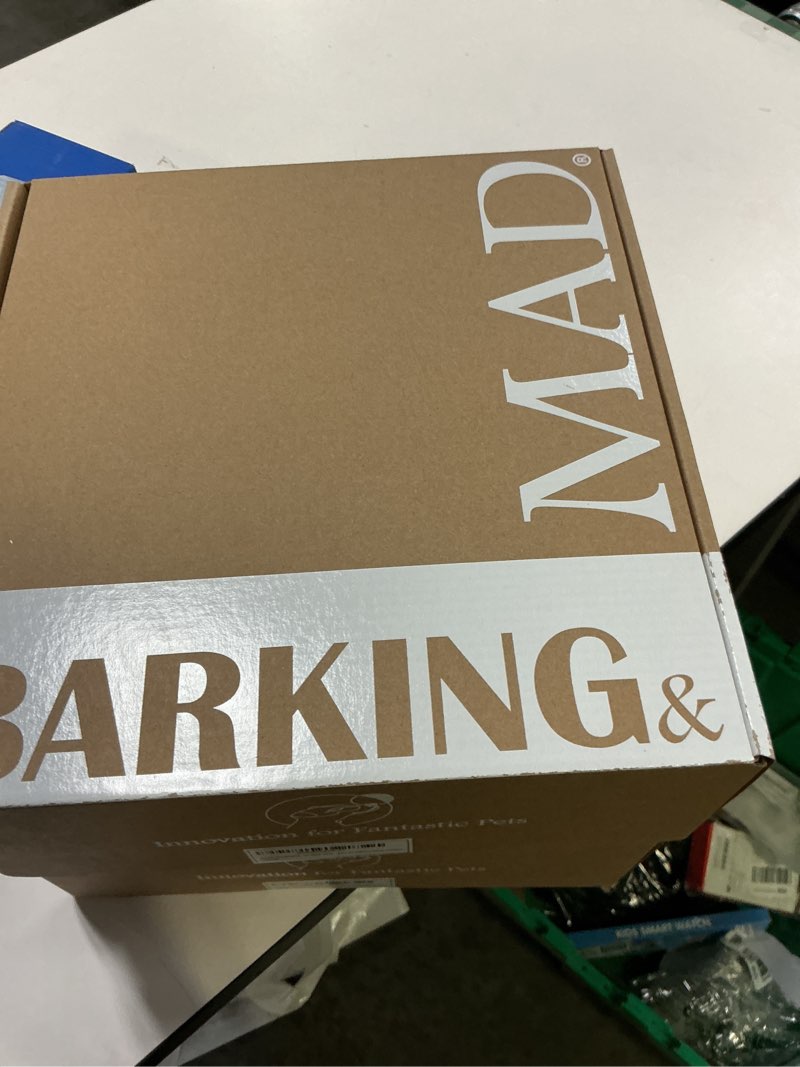 MAD®
BARKING &
Innovation for Fantastic Pets
Innovation for Fantastic Pets
KIDS SMART WATCH